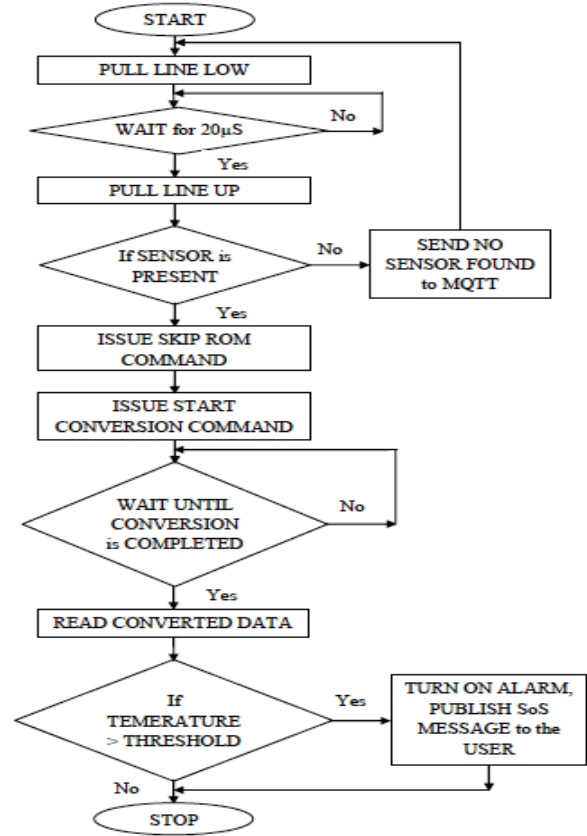 START
PULL LINE LOW
WAIT for 20µS
No
Yes
PULL LINE UP
If SENSOR is
PRESENT
No
SEND NO
SENSOR FOUND
to MQTT
Yes
ISSUE SKIP ROM
COMMAND
ISSUE START
CONVERSION COMMAND
WAIT UNTIL
CONVERSION
is COMPLETED
No
Yes
READ CONVERTED DATA
If
TEMERATURE
> THRESHOLD
Yes
TURN ON ALARM,
PUBLISH SoS
MESSAGE to the
USER
No
STOP